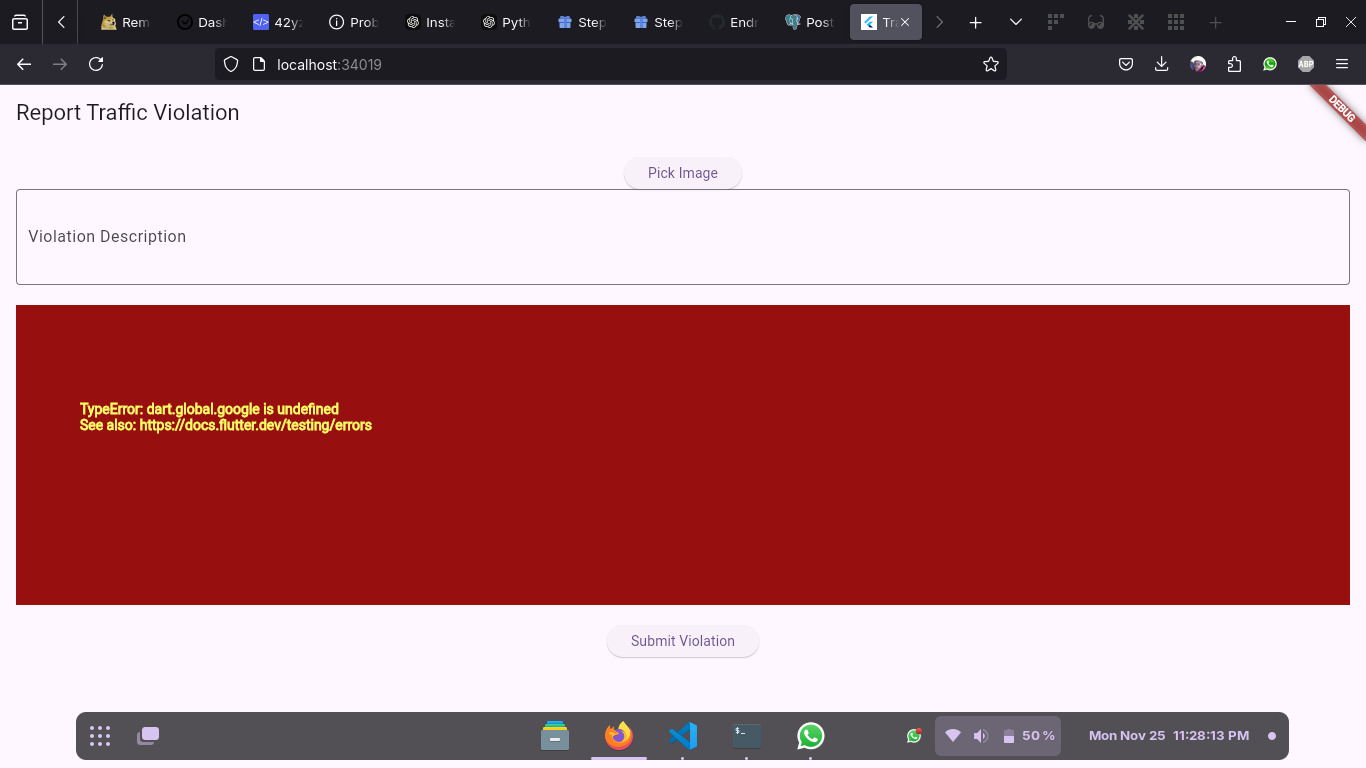 Rem
Das
42y
Prob
Insta
Pyth
Step
Step
Endr
Post
Tr
localhost:34019
ABP
Report Traffic Violation
DEBUG
Pick Image
Violation Description
TypeError: dart.global.google is undefined
See also: https://docs.flutter.dev/testing/errors
Submit Violation
$_
50 %
Mon Nov 25 11:28:13 PM